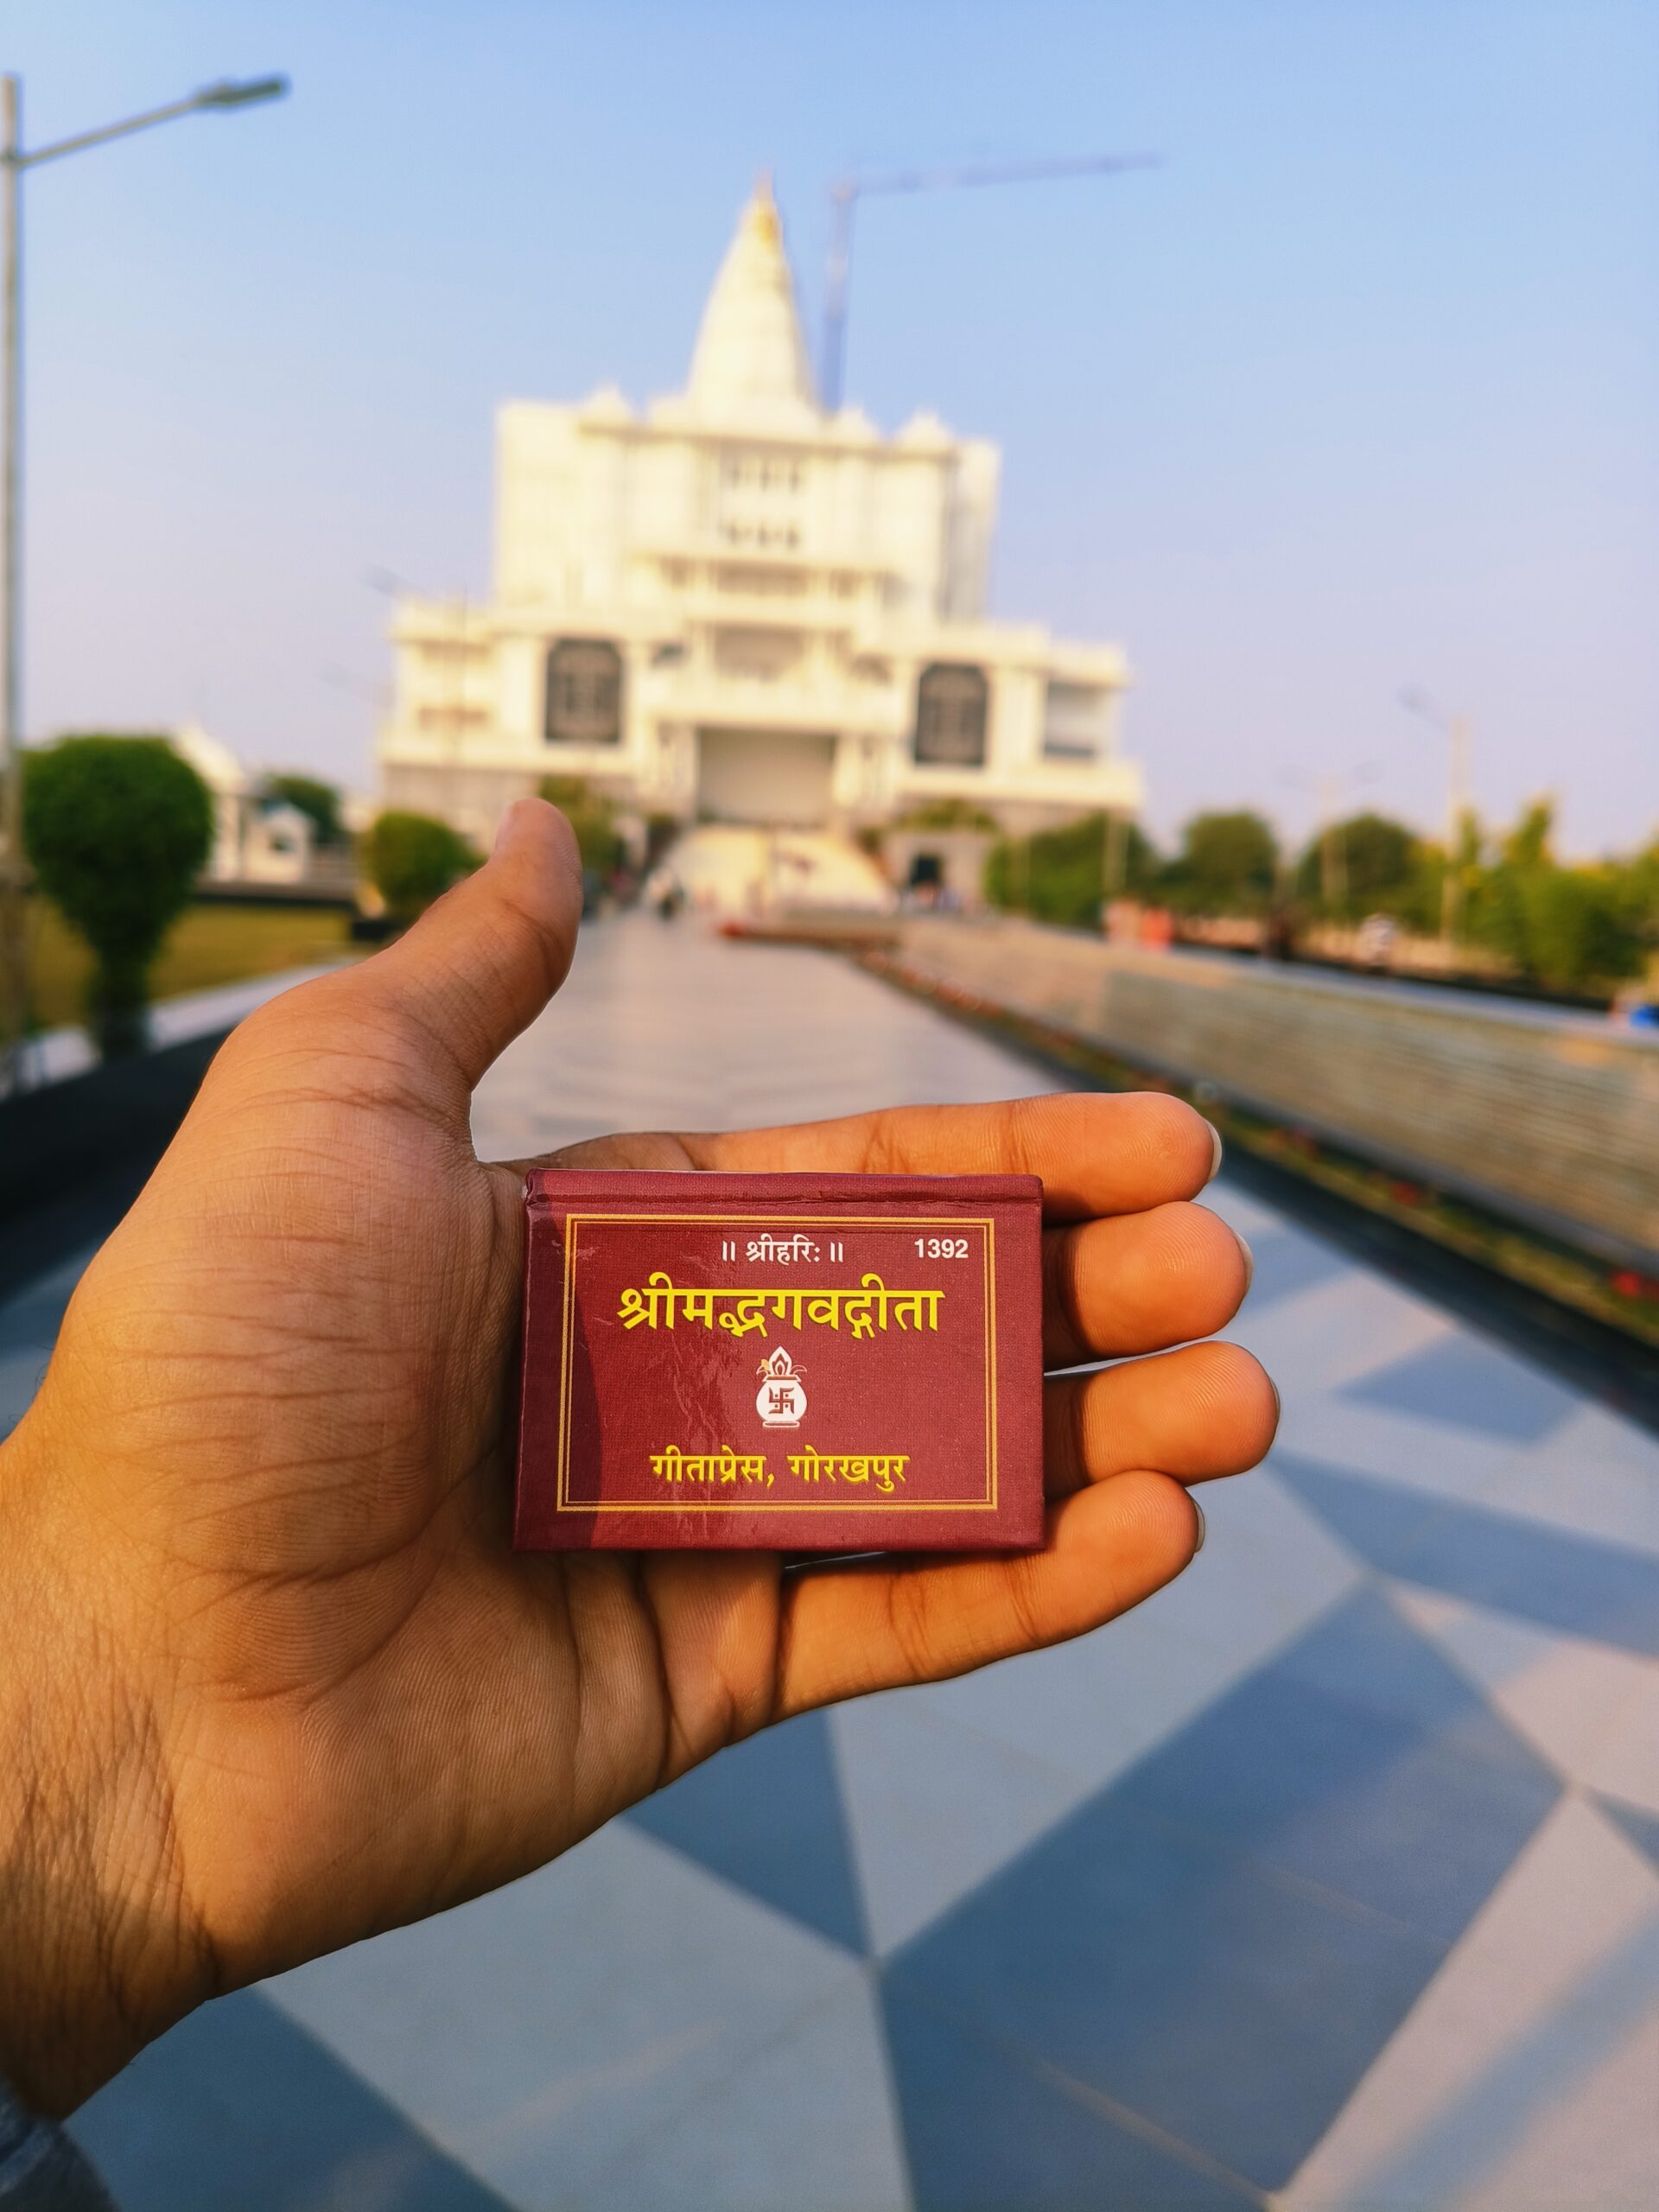 ॥ श्रीहरिः ॥ 1392
श्रीमद्भगवद्गीता
गीताप्रेस, गोरखपुर